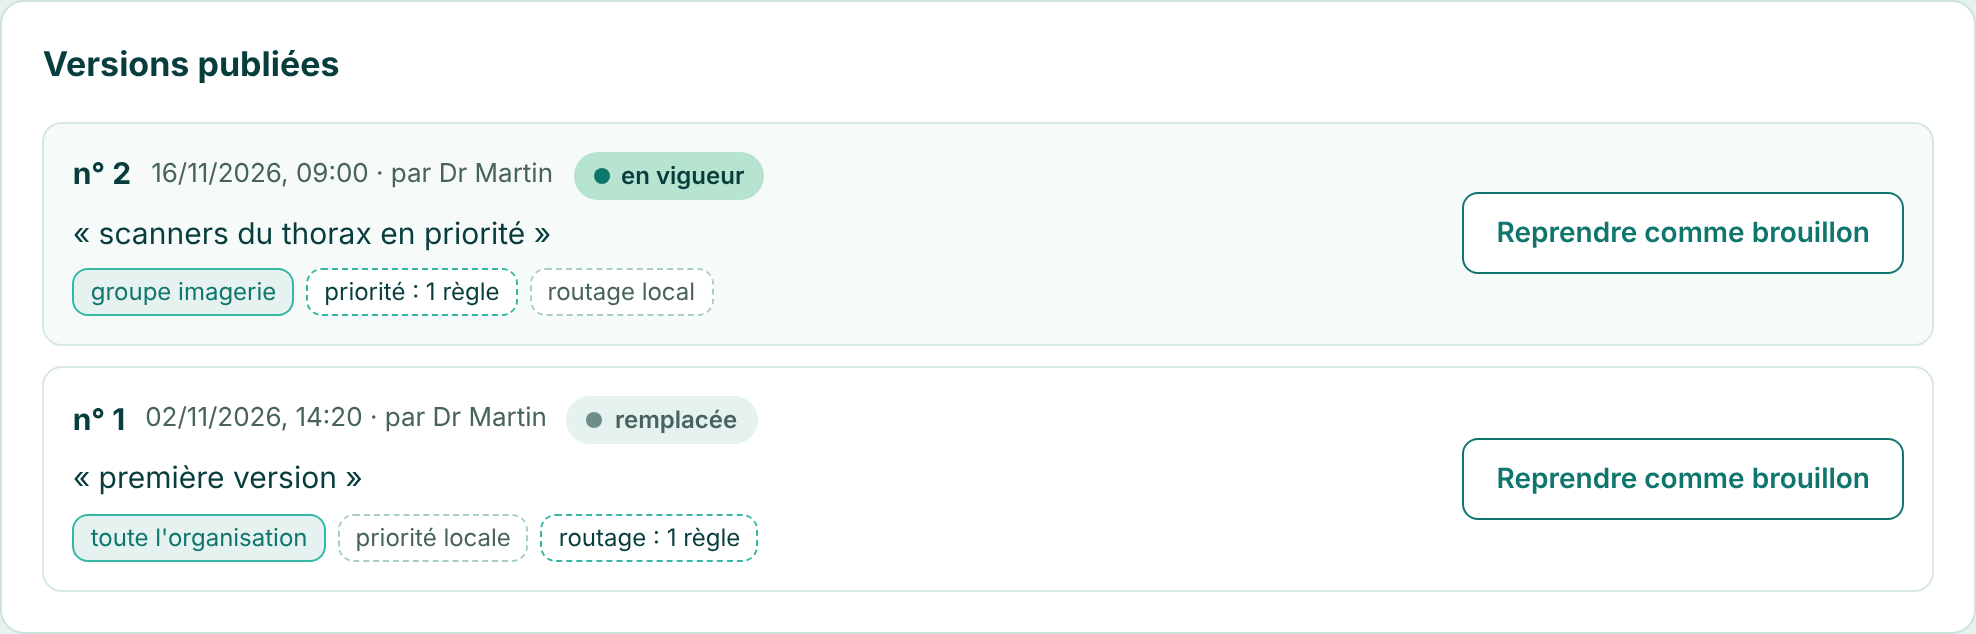 Versions publiées
n° 2 16/11/2026, 09:00 · par Dr Martin en vigueur
« scanners du thorax en priorité »
Reprendre comme brouillon
groupe imagerie priorité : 1 règle routage local
n° 1 02/11/2026, 14:20 · par Dr Martin remplacée
« première version »
Reprendre comme brouillon
toute l'organisation priorité locale routage : 1 règle